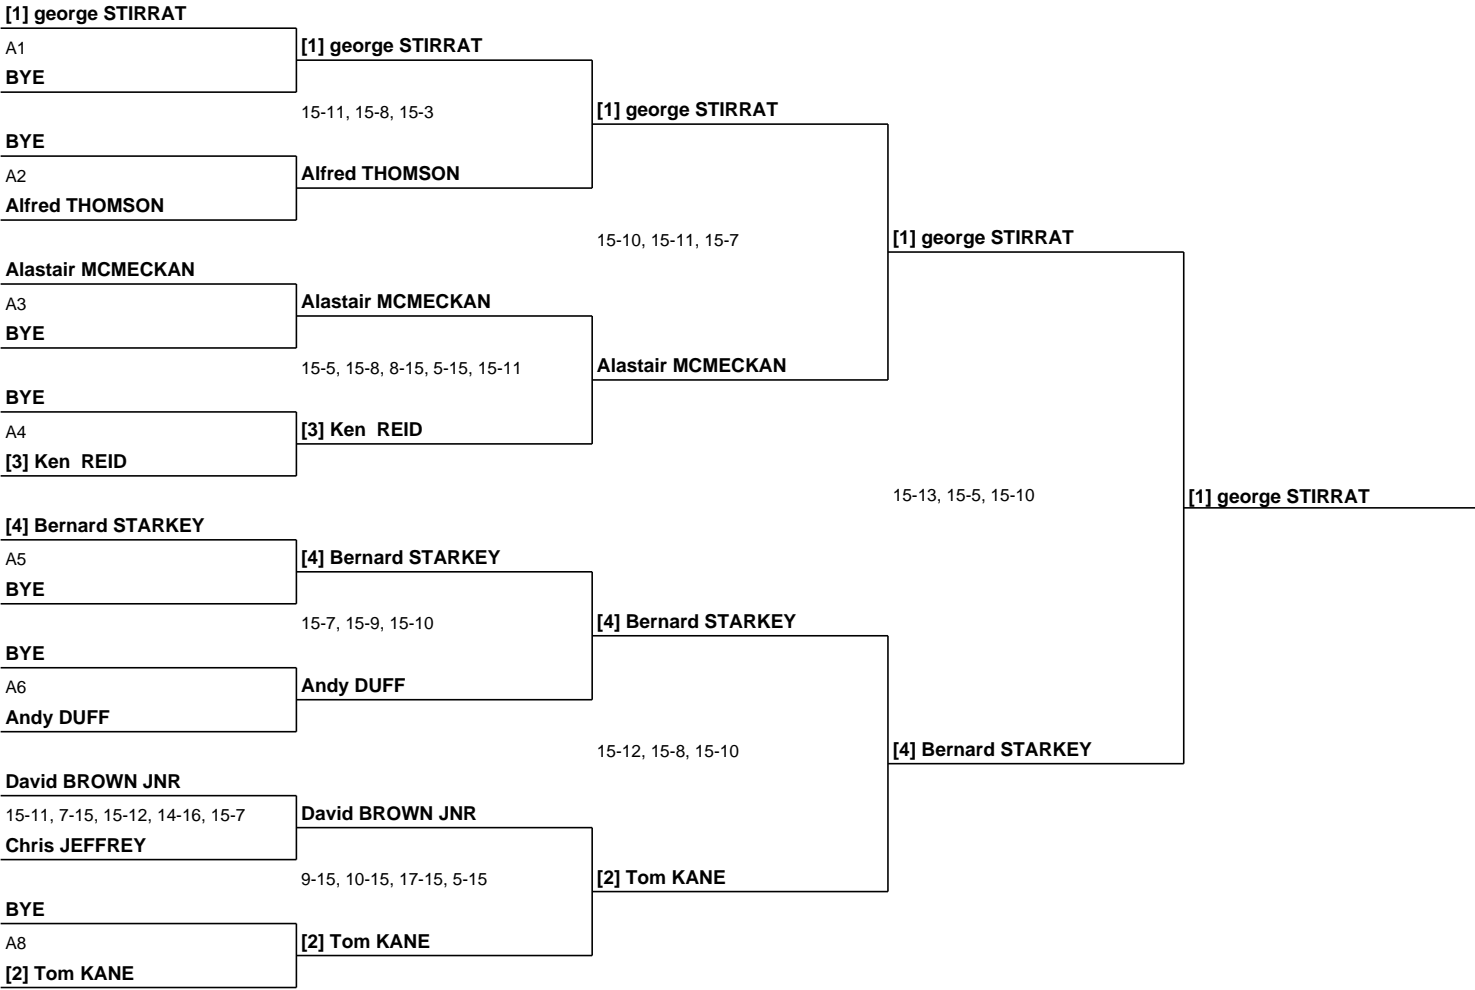 [1] george STIRRAT
A1
BYE
[1] george STIRRAT
15-11, 15-8, 15-3
[1] george STIRRAT
BYE
A2
Alfred THOMSON
Alfred THOMSON
15-10, 15-11, 15-7
[1] george STIRRAT
Alastair MCMECKAN
A3
BYE
Alastair MCMECKAN
15-5, 15-8, 8-15, 5-15, 15-11
Alastair MCMECKAN
BYE
A4
[3] Ken  REID
[3] Ken  REID
15-13, 15-5, 15-10
[1] george STIRRAT
[4] Bernard STARKEY
A5
BYE
[4] Bernard STARKEY
15-7, 15-9, 15-10
[4] Bernard STARKEY
BYE
A6
Andy DUFF
Andy DUFF
15-12, 15-8, 15-10
[4] Bernard STARKEY
David BROWN JNR
15-11, 7-15, 15-12, 14-16, 15-7
Chris JEFFREY
David BROWN JNR
9-15, 10-15, 17-15, 5-15
[2] Tom KANE
BYE
A8
[2] Tom KANE
[2] Tom KANE